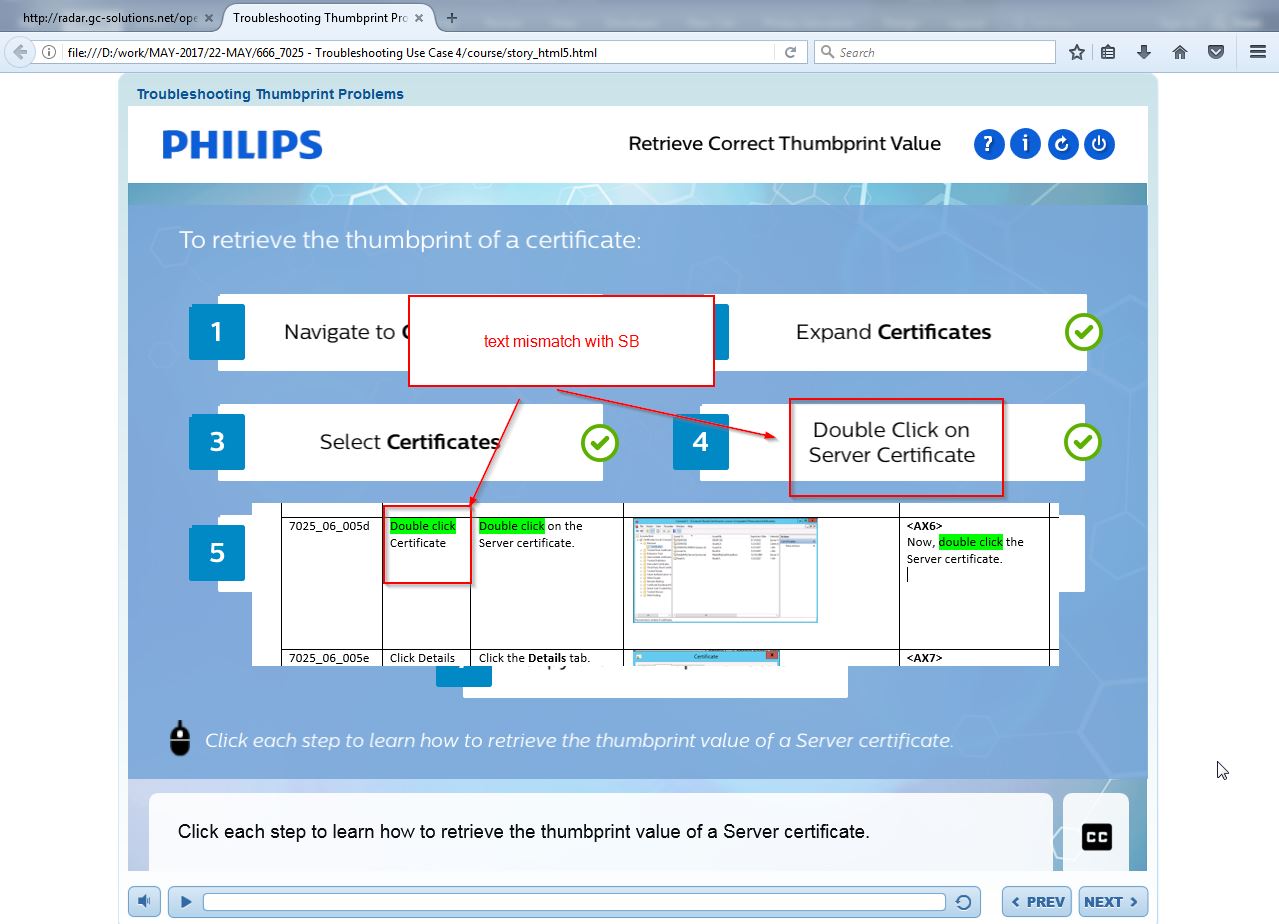 http://radar.gc-solutions.net/ope
Troubleshooting Thumbprint Pro
file:///D:/work/MAY-2017/22-MAY/666_7025 - Troubleshooting Use Case 4/course/story_html5.html
Search
Troubleshooting Thumbprint Problems
PHILIPS
Retrieve Correct Thumbprint Value
To retrieve the thumbprint of a certificate:
1
Navigate to
text mismatch with SB
Expand Certificates
3
Select Certificates
4
Double Click on
Server Certificate
5
7025_06_005d
Double click
Certificate
Double click on the
Server certificate.
<AX6>
Now, double click the
Server certificate.
7025_06_005e
Click Details
Click the Details tab.
Certificate
<AX7>
Click each step to learn how to retrieve the thumbprint value of a Server certificate.
Click each step to learn how to retrieve the thumbprint value of a Server certificate.
CC
PREV
NEXT